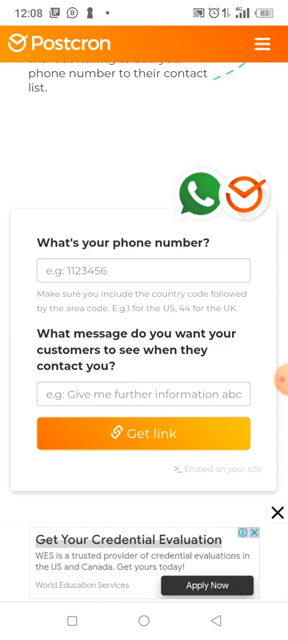 12:08
4G
83
Postcron
phone number to their contact
list.
What's your phone number?
e.g: 1123456
Make sure you include the country code followed
by the area code. E.g.1 for the US, 44 for the UK.
What message do you want your
customers to see when they
contact you?
e.g: Give me further information abc
Get link
>_ Embed on your site
Get Your Credential Evaluation
WES is a trusted provider of credential evaluations in
the US and Canada. Get yours today!
World Education Services
Apply Now